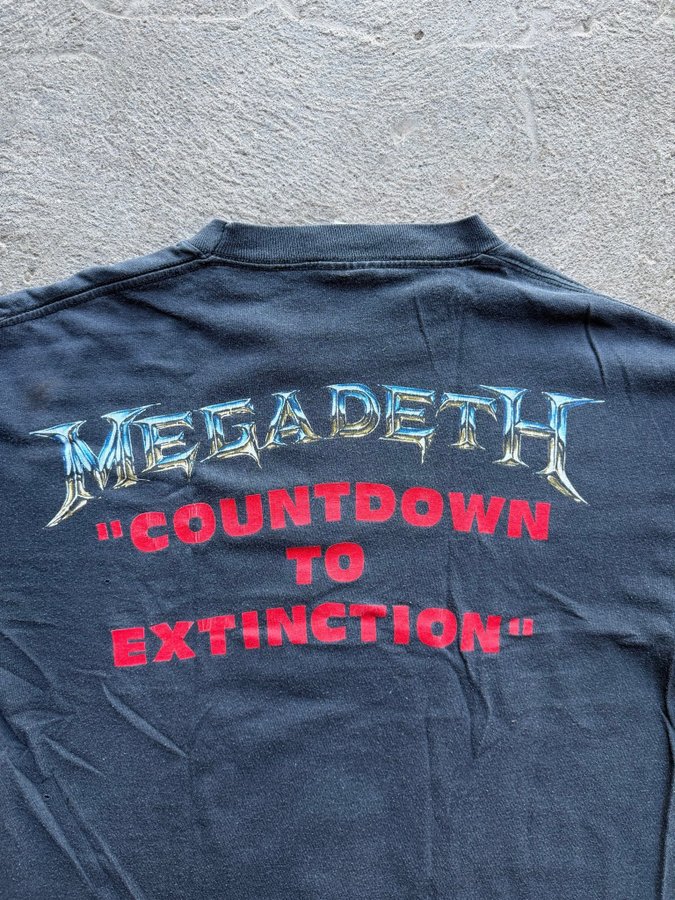 MEGADETH
"COUNTDOWN
TO
EXTINCTION"